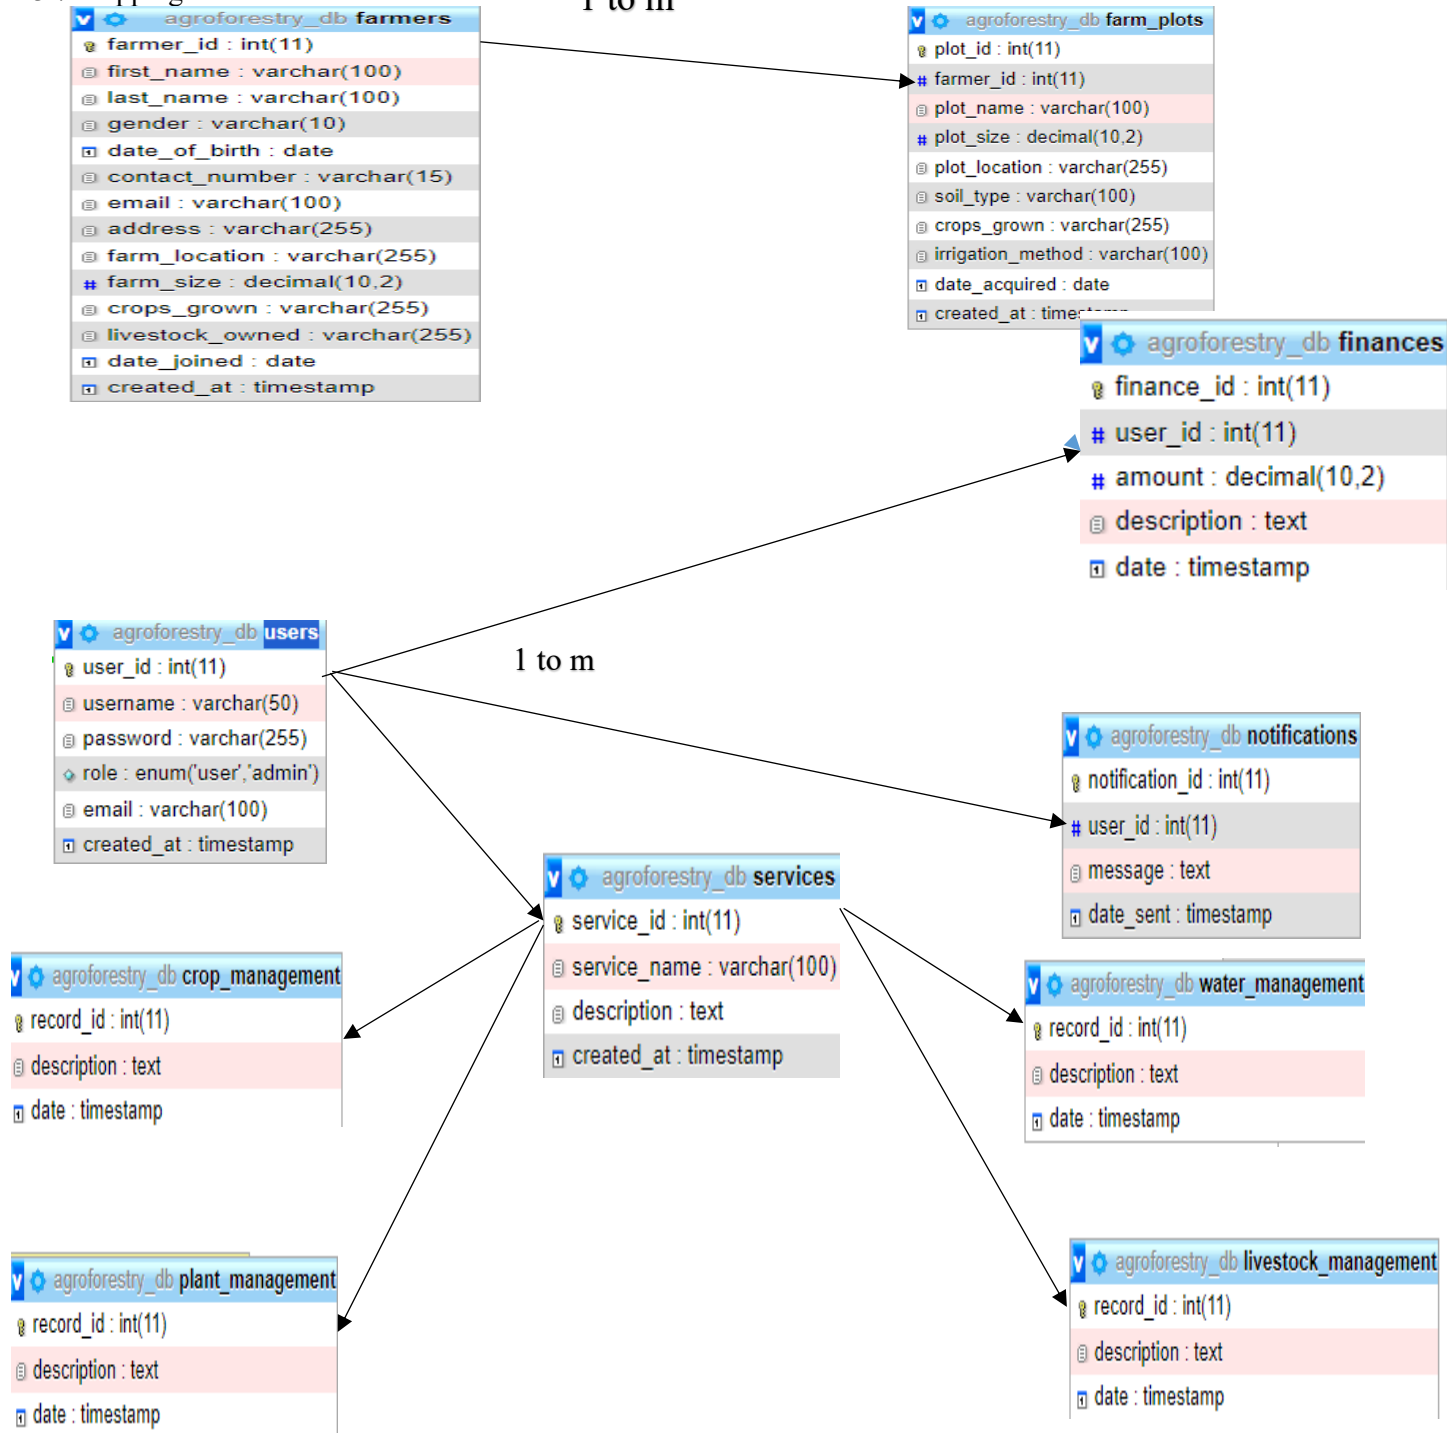 1 to m
agroforestry_db farmers
farmer_id : int(11)
first_name : varchar(100)
last_name : varchar(100)
gender : varchar(10)
date_of_birth : date
contact_number : varchar(15)
email : varchar(100)
address : varchar(255)
farm_location : varchar(255)
farm_size : decimal(10,2)
crops_grown : varchar(255)
livestock_owned : varchar(255)
date_joined : date
created_at : timestamp
agroforestry_db farm_plots
plot_id : int(11)
farmer_id : int(11)
plot_name : varchar(100)
plot_size : decimal(10,2)
plot_location : varchar(255)
soil_type : varchar(100)
crops_grown : varchar(255)
irrigation_method : varchar(100)
date_acquired : date
created_at : timestamp
agroforestry_db finances
finance_id : int(11)
user_id : int(11)
amount : decimal(10,2)
description : text
date : timestamp
agroforestry_db users
user_id : int(11)
username : varchar(50)
password : varchar(255)
role : enum('user','admin')
email : varchar(100)
created_at : timestamp
1 to m
agroforestry_db notifications
notification_id : int(11)
user_id : int(11)
message : text
date_sent : timestamp
agroforestry_db services
service_id : int(11)
service_name : varchar(100)
description : text
created_at : timestamp
agroforestry_db crop_management
record_id : int(11)
description : text
date : timestamp
agroforestry_db water_management
record_id : int(11)
description : text
date : timestamp
agroforestry_db plant_management
record_id : int(11)
description : text
date : timestamp
agroforestry_db livestock_management
record_id : int(11)
description : text
date : timestamp